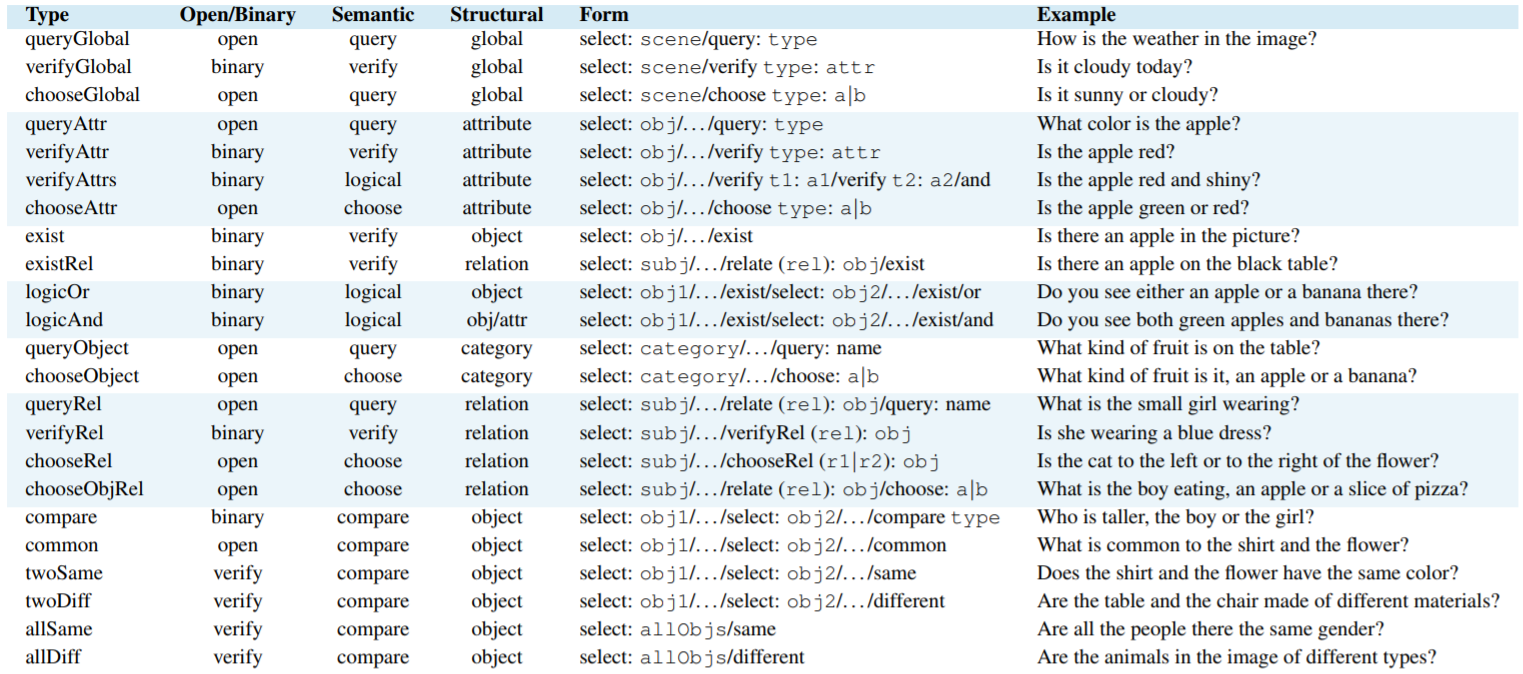 Type Open/Binary Semantic Structural Form Example
queryGlobal open query global select: scene/query: type How is the weather in the image?
verifyGlobal binary verify global select: scene/verify type: attr Is it cloudy today?
chooseGlobal open query global select: scene/choose type: a|b Is it sunny or cloudy?
queryAttr open query attribute select: obj/.../query: type What color is the apple?
verifyAttr binary verify attribute select: obj/.../verify type: attr Is the apple red?
verifyAttrs binary logical attribute select: obj/.../verify t1: a1/verify t2: a2/and Is the apple red and shiny?
chooseAttr open choose attribute select: obj/.../choose type: a|b Is the apple green or red?
exist binary verify object select: obj/.../exist Is there an apple in the picture?
existRel binary verify relation select: subj/.../relate (rel): obj/exist Is there an apple on the black table?
logicOr binary logical object select: obj1/.../exist/select: obj2/.../exist/or Do you see either an apple or a banana there?
logicAnd binary logical obj/attr select: obj1/.../exist/select: obj2/.../exist/and Do you see both green apples and bananas there?
queryObject open query category select: category/.../query: name What kind of fruit is on the table?
chooseObject open choose category select: category/.../choose: a|b What kind of fruit is it, an apple or a banana?
queryRel open query relation select: subj/.../relate (rel): obj/query: name What is the small girl wearing?
verifyRel binary verify relation select: subj/.../verifyRel (rel): obj Is she wearing a blue dress?
chooseRel open choose relation select: subj/.../chooseRel (r1|r2): obj Is the cat to the left or to the right of the flower?
chooseObjRel open choose relation select: subj/.../relate (rel): obj/choose: a|b What is the boy eating, an apple or a slice of pizza?
compare binary compare object select: obj1/.../select: obj2/.../compare type Who is taller, the boy or the girl?
common open compare object select: obj1/.../select: obj2/.../common What is common to the shirt and the flower?
twoSame verify compare object select: obj1/.../select: obj2/.../same Does the shirt and the flower have the same color?
twoDiff verify compare object select: obj1/.../select: obj2/.../different Are the table and the chair made of different materials?
allSame verify compare object select: allObjs/same Are all the people there the same gender?
allDiff verify compare object select: allObjs/different Are the animals in the image of different types?